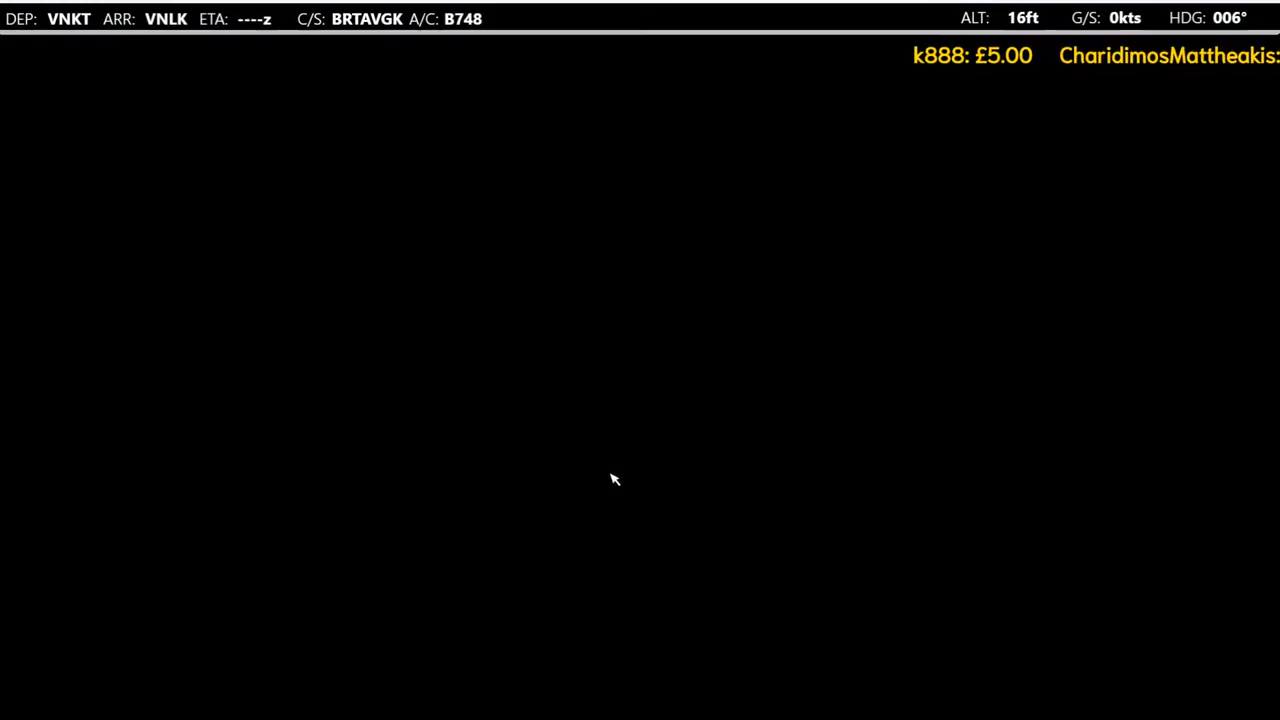 DEP: VNKT ARR: VNLK ETA: ----z C/S: BRTAVGK A/C: B748 ALT: 16ft G/S: 0kts HDG: 006°
k888: £5.00 CharidimosMattheakis: